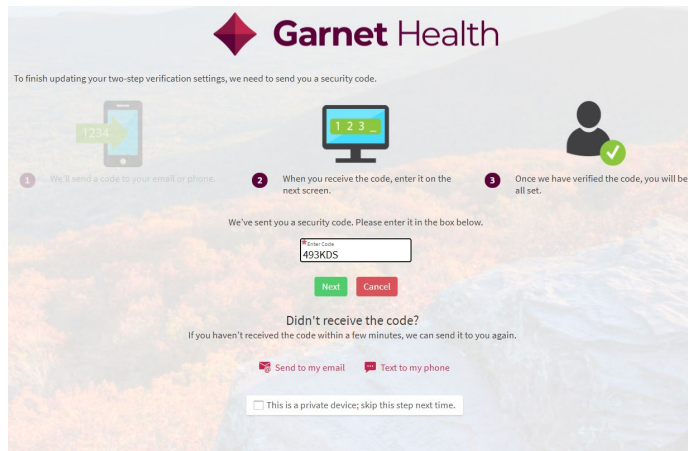 Garnet Health
To finish updating your two-step verification settings, we need to send you a security code.
1234
1 2 3 _
1 We'll send a code to your email or phone.
2 When you receive the code, enter it on the
next screen.
3 Once we have verified the code, you will be
all set.
We've sent you a security code. Please enter it in the box below.
*Enter Code
493KDS
Next Cancel
Didn't receive the code?
If you haven't received the code within a few minutes, we can send it to you again.
Send to my email Text to my phone
This is a private device; skip this step next time.